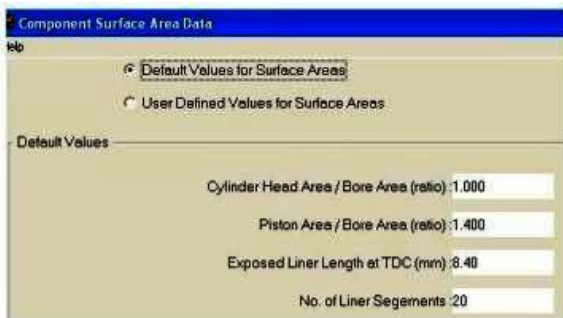 Component Surface Area Data
Help
Default Values for Surface Areas
User Defined Values for Surface Areas
Default Values
Cylinder Head Area / Bore Area (ratio) :1.000
Piston Area / Bore Area (ratio) :1.400
Exposed Liner Length at TDC (mm) :8.40
No. of Liner Segements :20